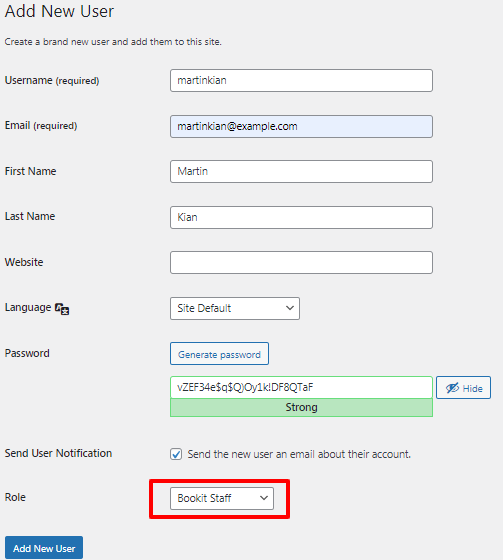 Add New User
Create a brand new user and add them to this site.
Username (required) martinkian
Email (required) martinkian@example.com
First Name Martin
Last Name Kian
Website
Language Site Default
Password Generate password
vZEF34e$q$Q)Oy1k!DF8QTaF Hide
Strong
Send User Notification Send the new user an email about their account.
Role Bookit Staff
Add New User